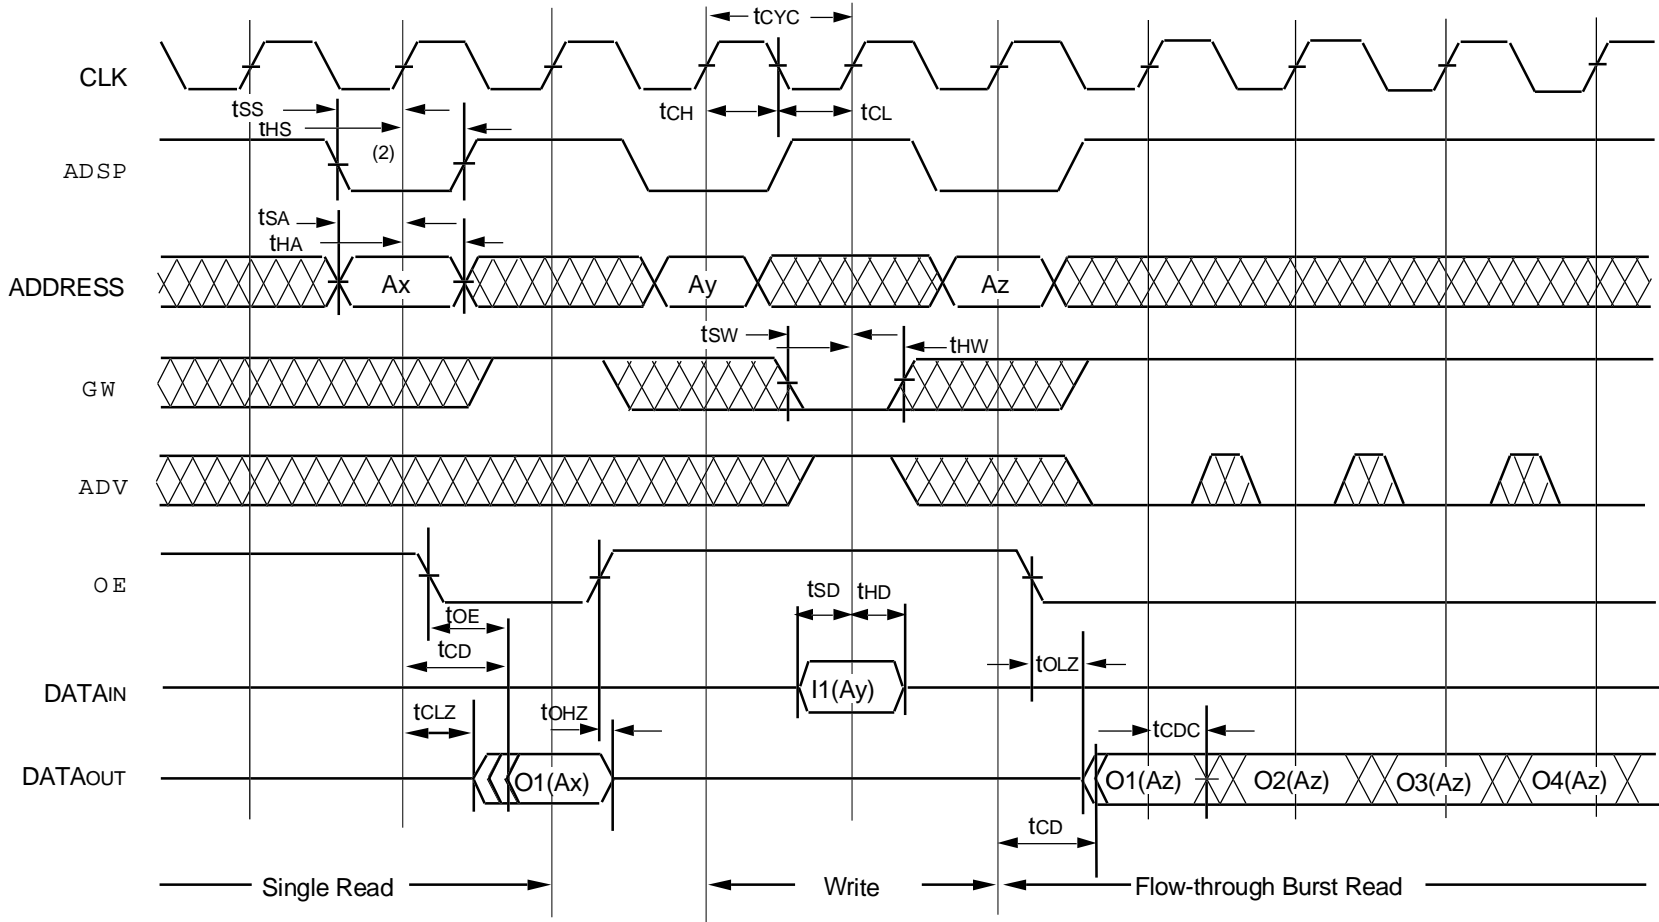 tCYC
CLK
tSS
tCH
tCL
tHS
(2)
ADSP
tSA
tHA
ADDRESS
Ax
Ay
Az
tSW
tHW
GW
ADV
OE
tSD
tHD
tOE
tCD
tOLZ
DATAIN
I1(Ay)
tCLZ
tOHZ
tCDC
DATAOUT
O1(Ax)
O1(Az)
O2(Az)
O3(Az)
O4(Az)
tCD
Single Read
Write
Flow-through Burst Read